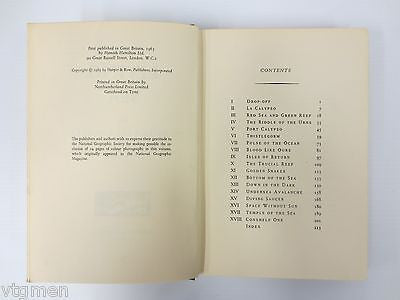 First published in Great Britain, 1963
by Hamish Hamilton Ltd.
90 Great Russell Street, London, W.C.1
Copyright © 1963 by Harper & Row, Publishers, Incorporated
Printed in Great Britain by
Northumberland Press Limited
Gateshead on Tyne
The publishers and authors wish to express their gratitude to
the National Geographic Society for making possible the in-
clusion of 24 pages of colour photography in this volume,
which originally appeared in the National Geographic
Magazine.
CONTENTS
I DROP-OFF 1
II LA CALYPSO
III RED SEA AND GREEN REEF 18
IV THE RIDDLE OF THE URNS
V PORT CALYPSO 45
VI THISTLEGORM
VII PULSE OF THE OCEAN
VIII BLOOD LIKE OURS
IX ISLES OF RETURN
X THE TRUCIAL REEF
XI GOLDEN SNAKES
XII BOTTOM OF THE SEA
XIII DOWN IN THE DARK
XIV UNDERSEA AVALANCHE
XV DIVING SAUCER
XVI SPACE WITHOUT SUN
XVII TEMPLE OF THE SEA 189
XVIII CONSHELF ONE
INDEX 213
vtgmen